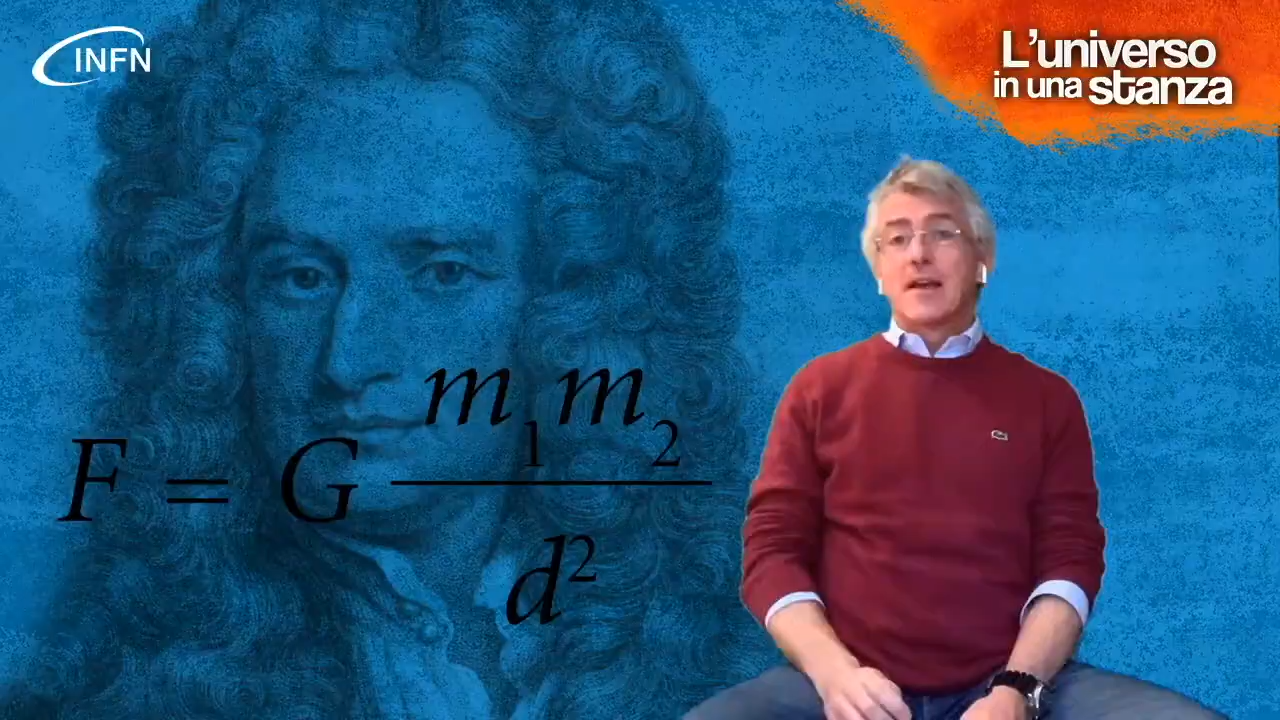 INFN
L'universo
in una stanza
F = G m₁m₂ / d²